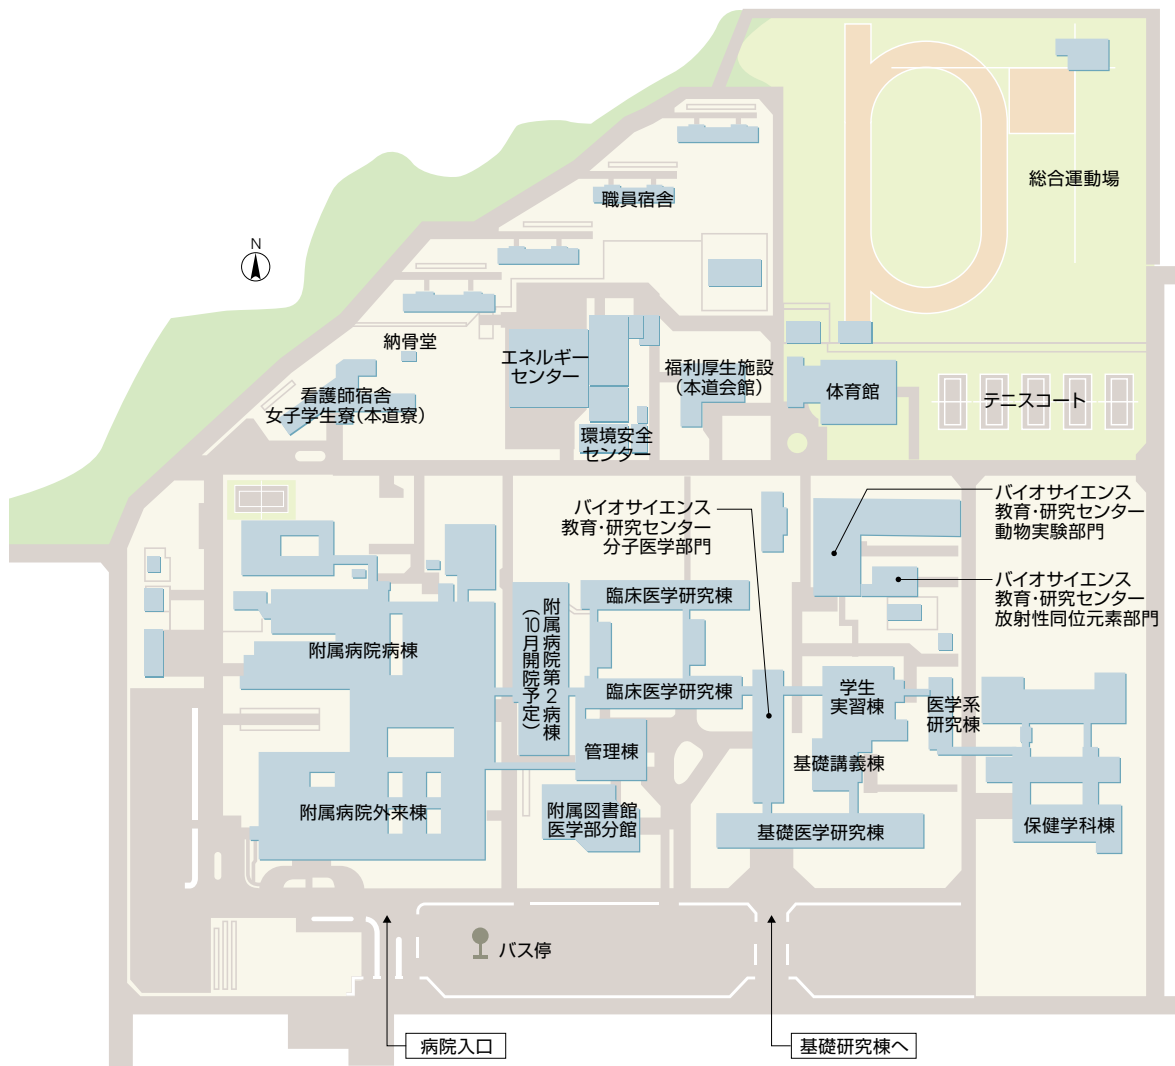 総合運動場
職員宿舎
N
納骨堂
エネルギー
センター
福利厚生施設
(本道会館)
体育館
テニスコート
看護師宿舎
女子学生寮(本道寮)
環境安全
センター
バイオサイエンス
教育・研究センター
分子医学部門
バイオサイエンス
教育・研究センター
動物実験部門
バイオサイエンス
教育・研究センター
放射性同位元素部門
臨床医学研究棟
附属病院第2病棟
(10月開院予定)
附属病院病棟
臨床医学研究棟
学生
実習棟
医学系
研究棟
管理棟
基礎講義棟
附属病院外来棟
附属図書館
医学部分館
基礎医学研究棟
保健学科棟
バス停
病院入口
基礎研究棟へ